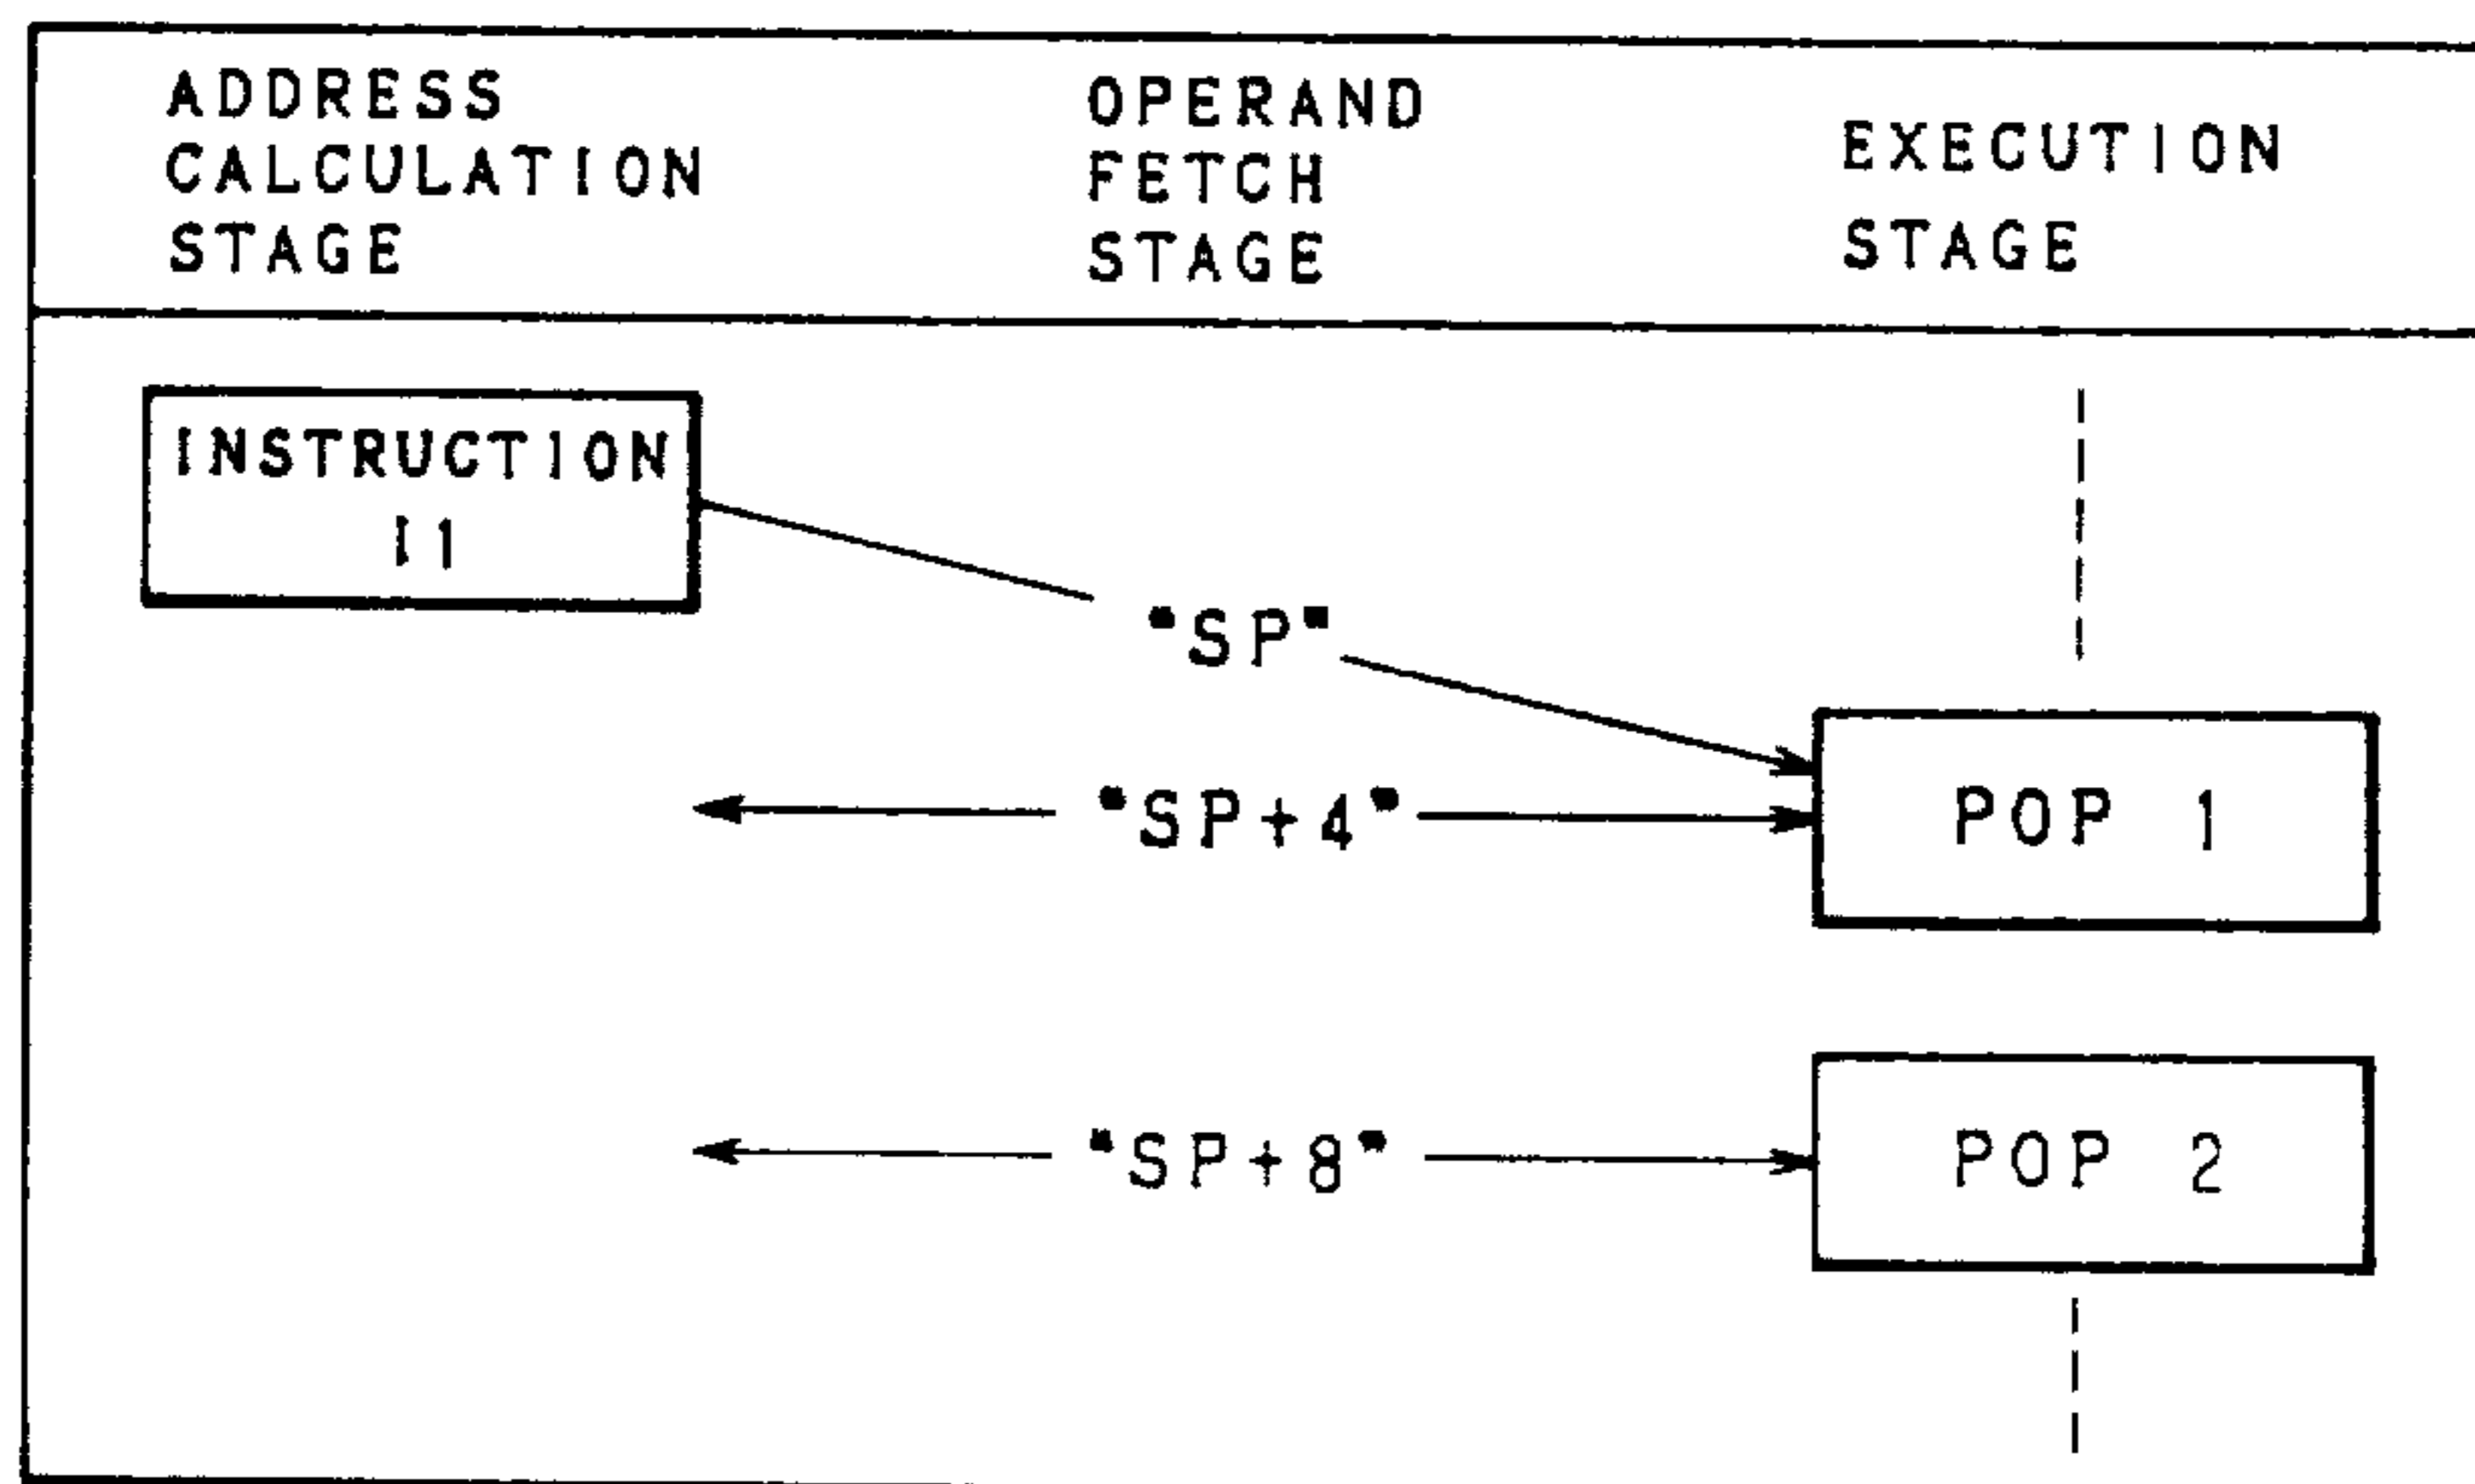 ADDRESS
CALCULATION
STAGE
OPERAND
FETCH
STAGE
EXECUTION
STAGE
INSTRUCTION
I1
"SP"
"SP+4"
POP 1
"SP+8"
POP 2